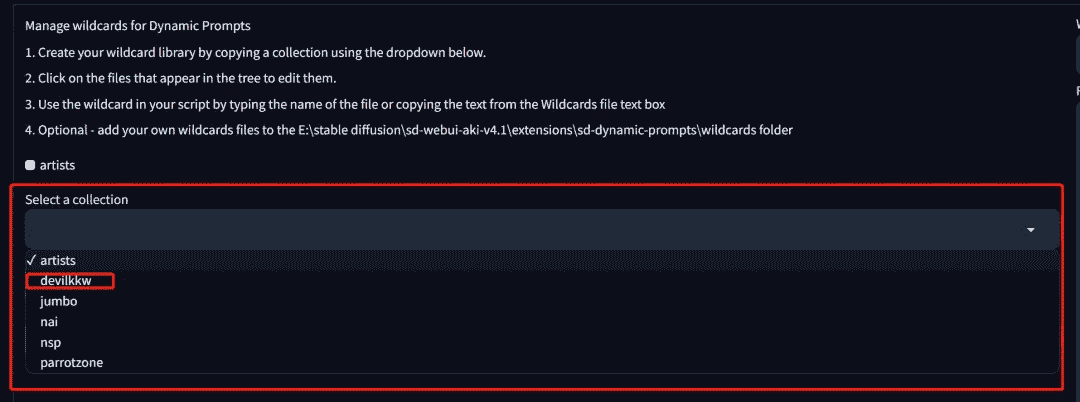 Manage wildcards for Dynamic Prompts
1. Create your wildcard library by copying a collection using the dropdown below.
2. Click on the files that appear in the tree to edit them.
3. Use the wildcard in your script by typing the name of the file or copying the text from the Wildcards file text box
4. Optional - add your own wildcards files to the E:\stable diffusion\sd-webui-aki-v4.1\extensions\sd-dynamic-prompts\wildcards folder
artists
Select a collection
✓ artists
devilkkw
jumbo
nai
nsp
parrotzone